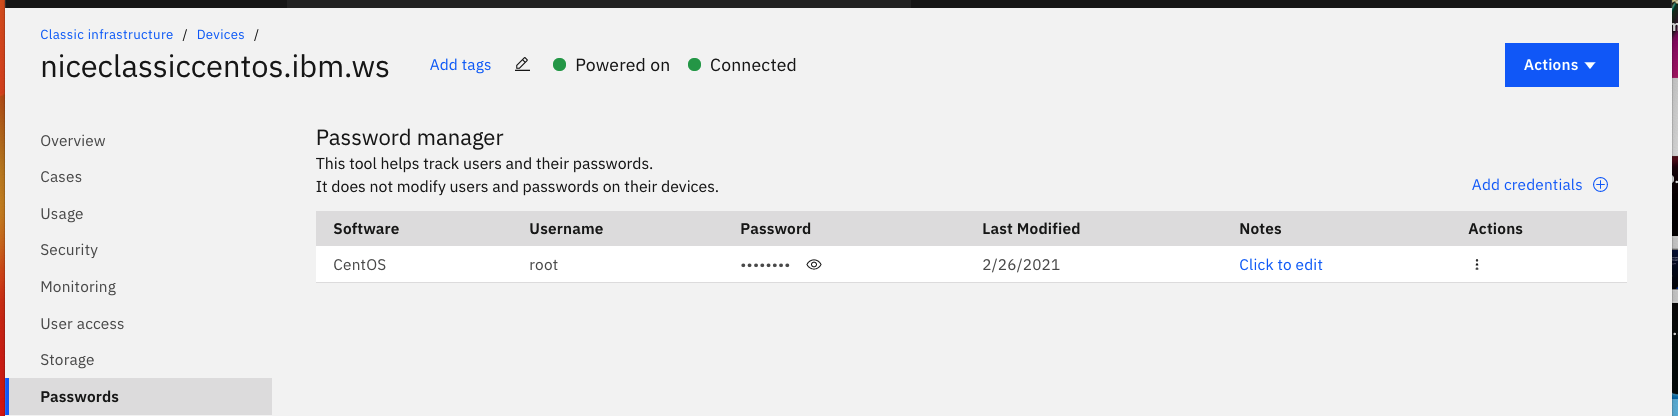 Classic infrastructure / Devices /
niceclassiccentos.ibm.ws Add tags Powered on Connected Actions
Overview
Cases
Usage
Security
Monitoring
User access
Storage
Passwords
Password manager
This tool helps track users and their passwords.
It does not modify users and passwords on their devices.
Add credentials
Software Username Password Last Modified Notes Actions
CentOS root •••••••• 2/26/2021 Click to edit